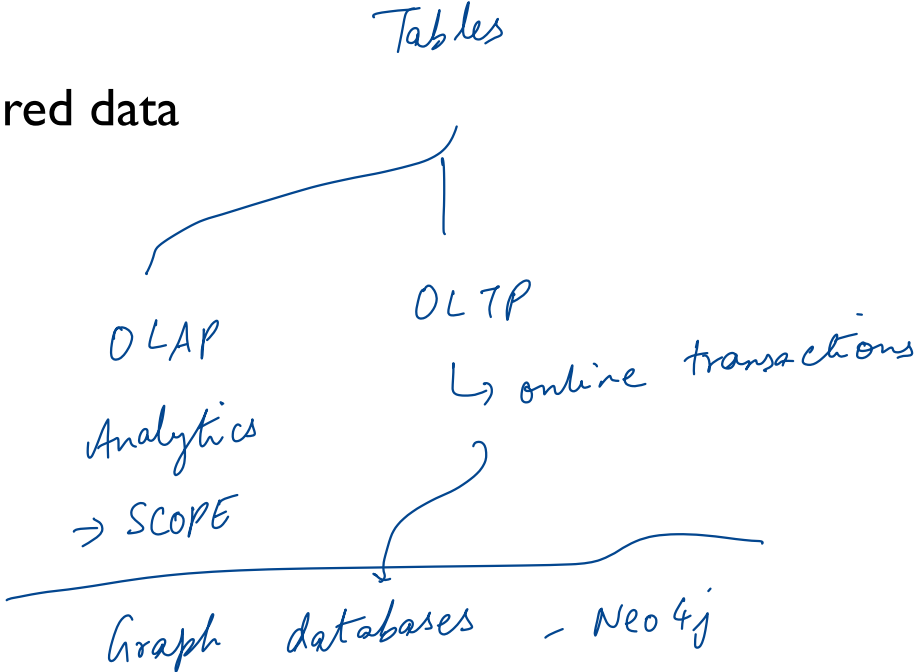 Tables
red data
OLAP
OLTP
↳ online transactions
Analytics
→ SCOPE
Graph databases - Neo4j